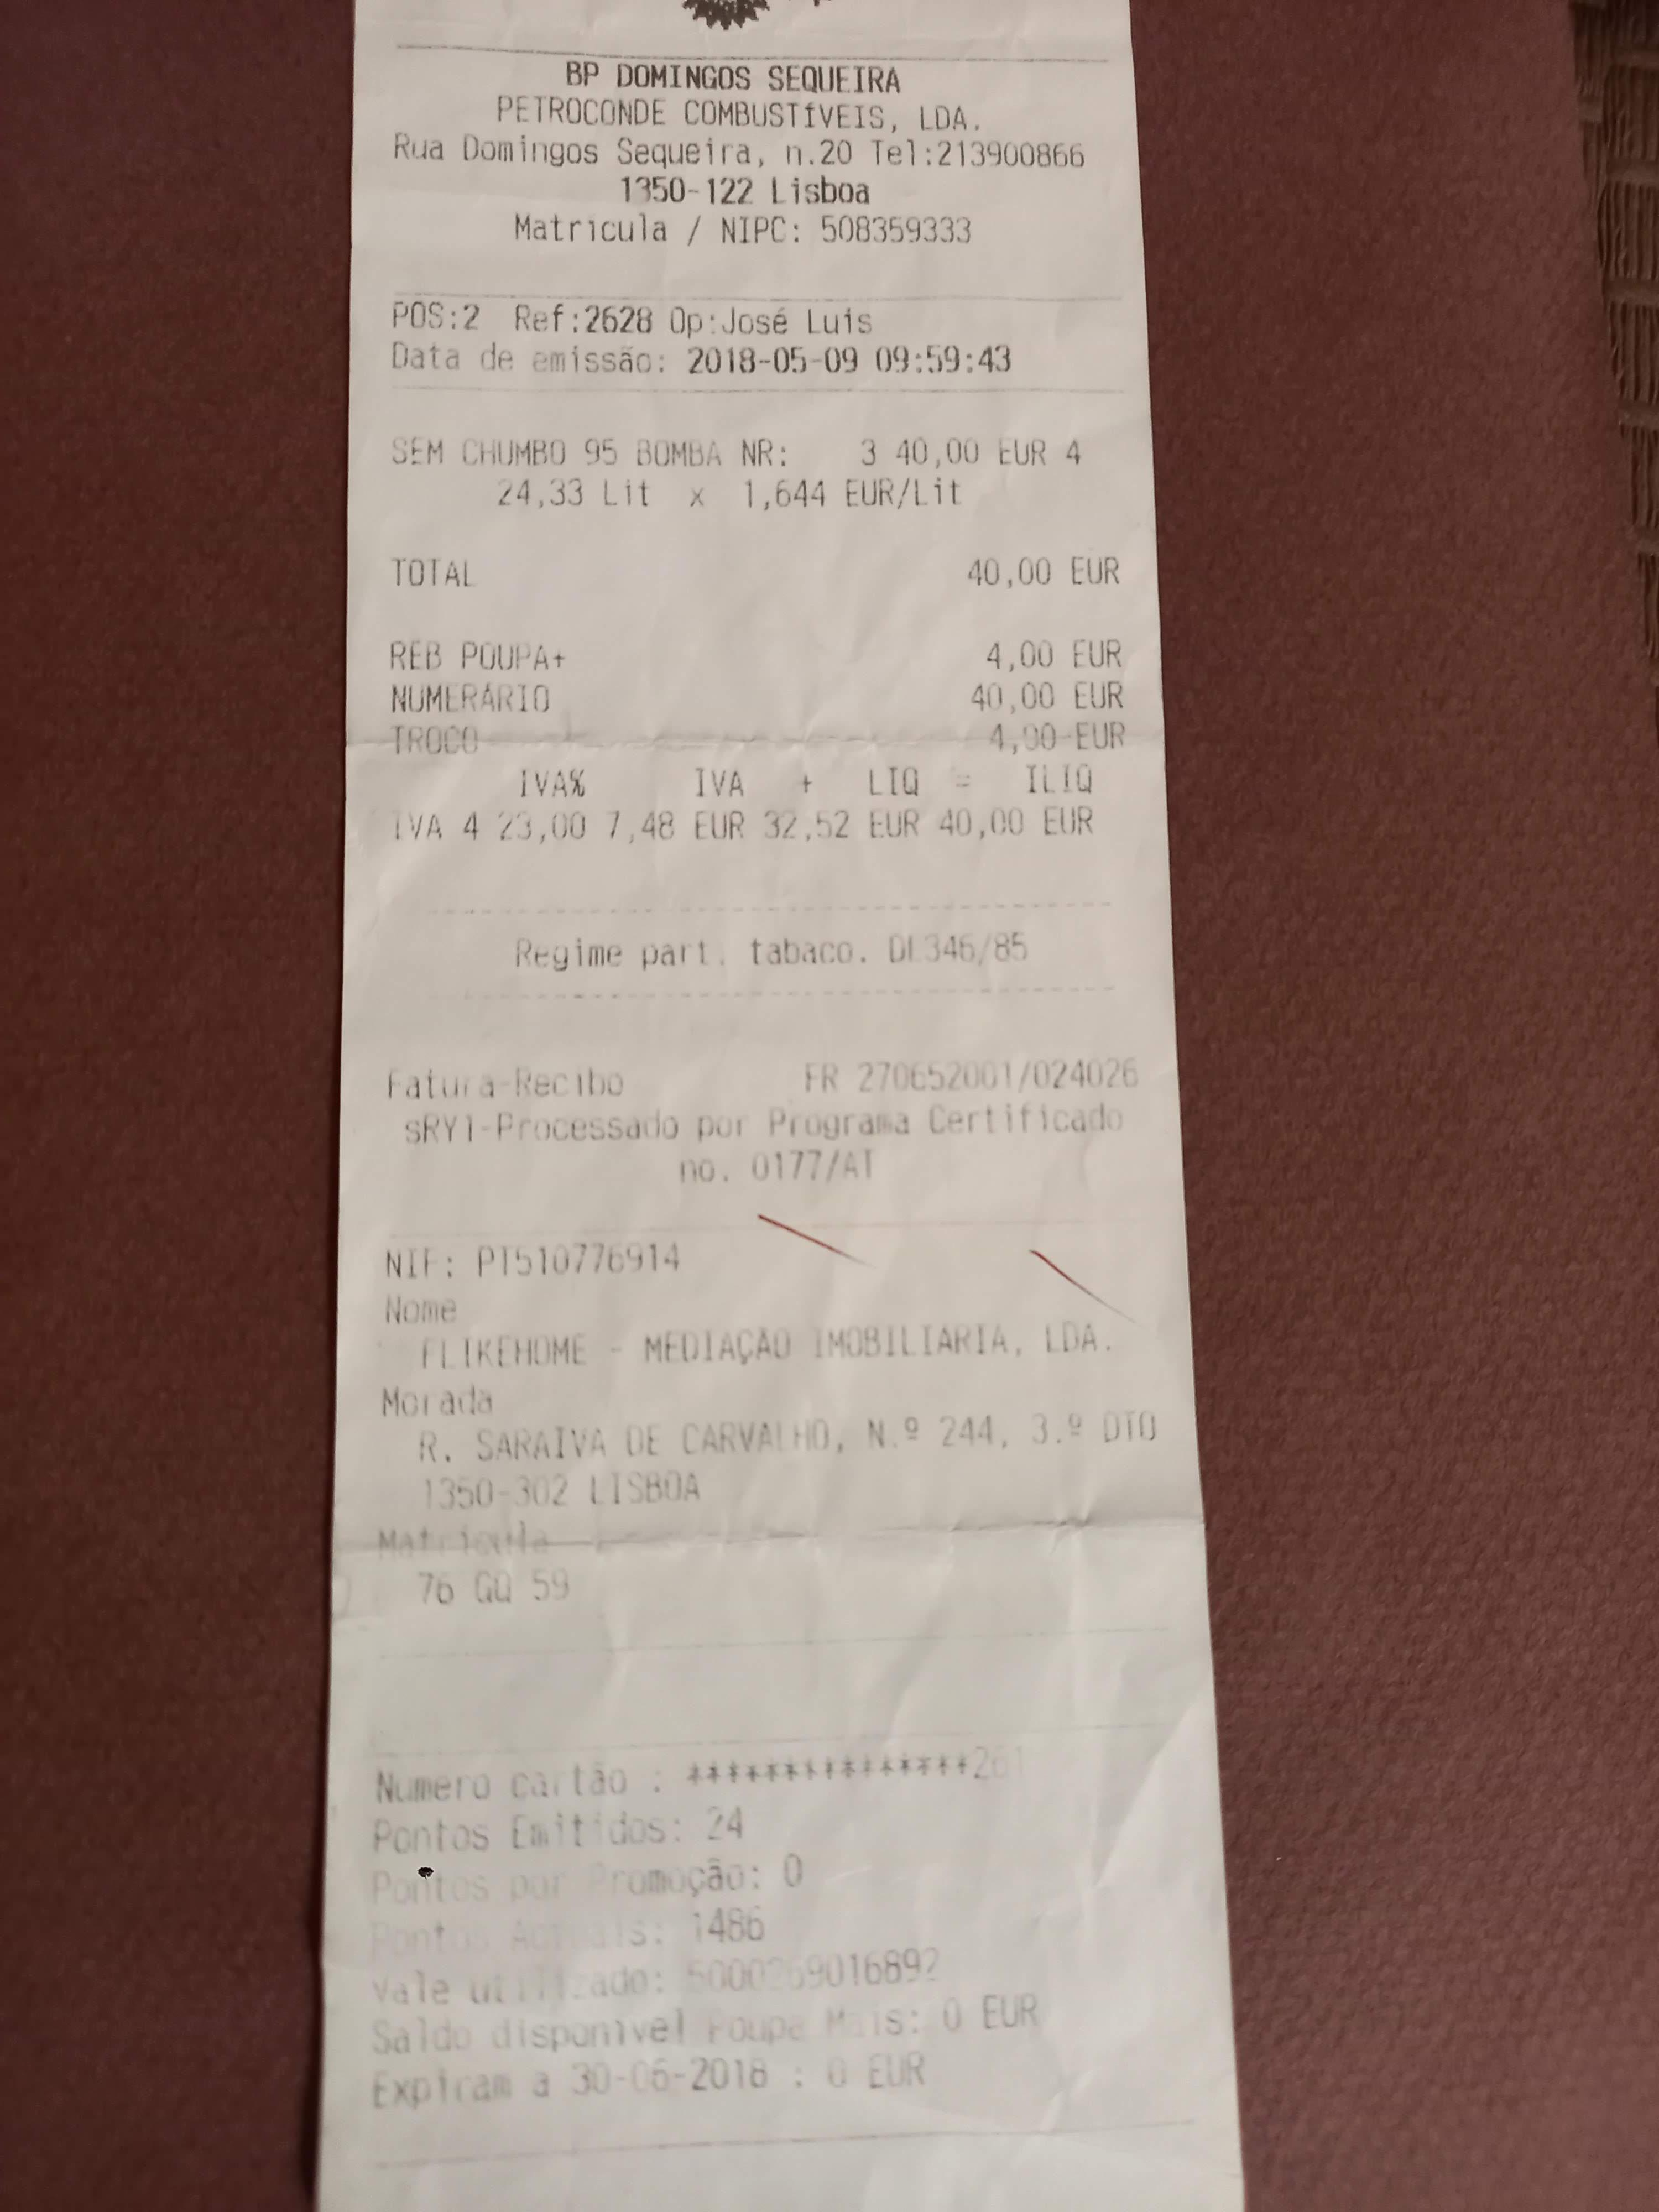 BP DOMINGOS SEQUEIRA
PETROCONDE COMBUSTíVEIS, LDA.
Rua Domingos Sequeira, n.20 Tel:213900866
1350-122 Lisboa
Matricula / NIPC: 508359333
POS:2 Ref:2628 Op:José Luis
Data de emissão: 2018-05-09 09:59:43
SEM CHUMBO 95 BOMBA NR: 3 40,00 EUR 4
24,33 Lit x 1,644 EUR/Lit
TOTAL 40,00 EUR
REB POUPA+ 4,00 EUR
NUMERÁRIO 40,00 EUR
TROCO 4,00 EUR
IVA% IVA + LIQ = ILIQ
IVA 4 23,00 7,48 EUR 32,52 EUR 40,00 EUR
Regime part. tabaco. DL346/85
Fatura-Recibo FR 270652001/024026
sRY1-Processado por Programa Certificado
no. 0177/AT
NIF: PT510776914
Nome
FLIKEHOME - MEDIAÇÃO IMOBILIARIA, LDA.
Morada
R. SARAIVA DE CARVALHO, N.º 244, 3.º DTO
1350-302 LISBOA
Matricula
76 GQ 59
Numero cartão : ***************261
Pontos Emitidos: 24
Pontos por Promoção: 0
Pontos Actuais: 1486
Vale utilizado:
Saldo disponivel Poupa Mais: 0 EUR
Expiram a 30-06-2018 : 0 EUR